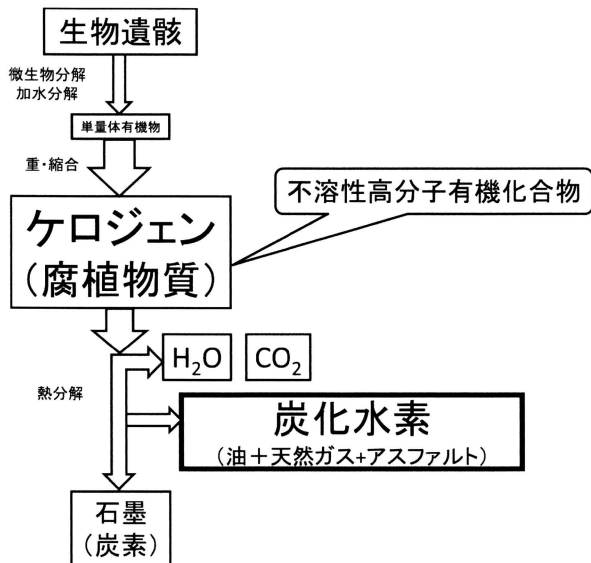 生物遺骸
微生物分解
加水分解
単量体有機物
重・縮合
不溶性高分子有機化合物
ケロジェン
(腐植物質)
H₂O
CO₂
熱分解
炭化水素
(油＋天然ガス+アスファルト)
石墨
(炭素)